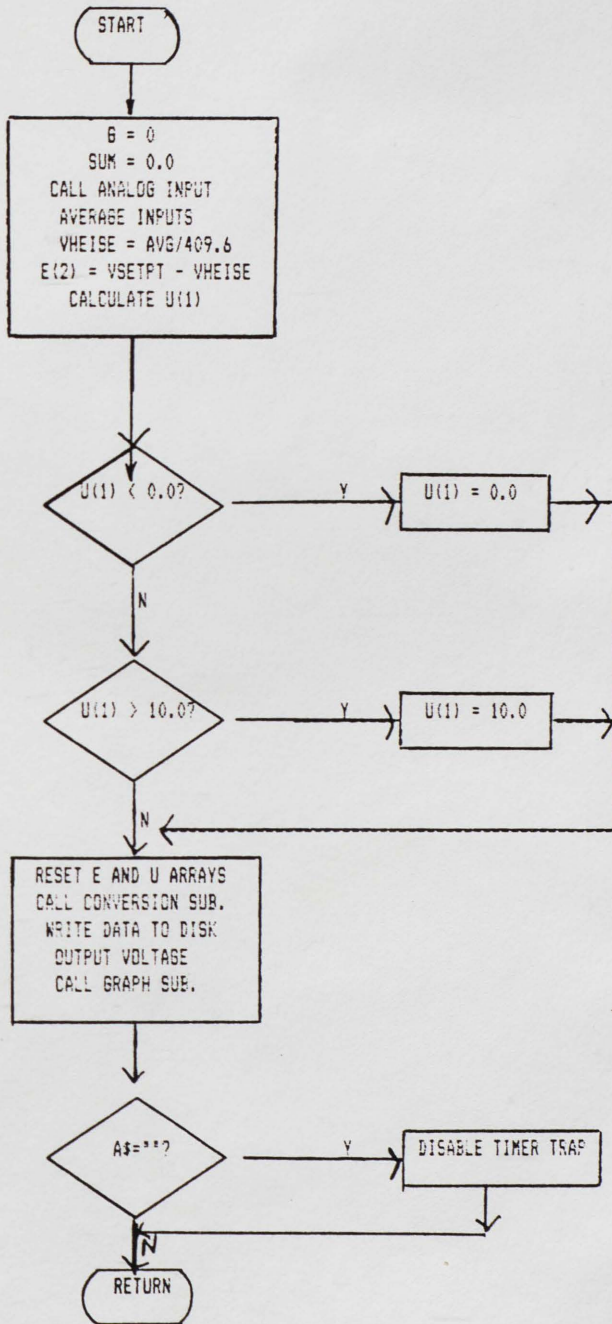 START
G = 0
SUM = 0.0
CALL ANALOG INPUT
AVERAGE INPUTS
VHEISE = AVG/409.6
E(2) = VSETPT - VHEISE
CALCULATE U(1)
U(1) < 0.0?
Y
U(1) = 0.0
N
U(1) > 10.0?
Y
U(1) = 10.0
N
RESET E AND U ARRAYS
CALL CONVERSION SUB.
WRITE DATA TO DISK
OUTPUT VOLTAGE
CALL GRAPH SUB.
A$=""?
Y
DISABLE TIMER TRAP
N
RETURN